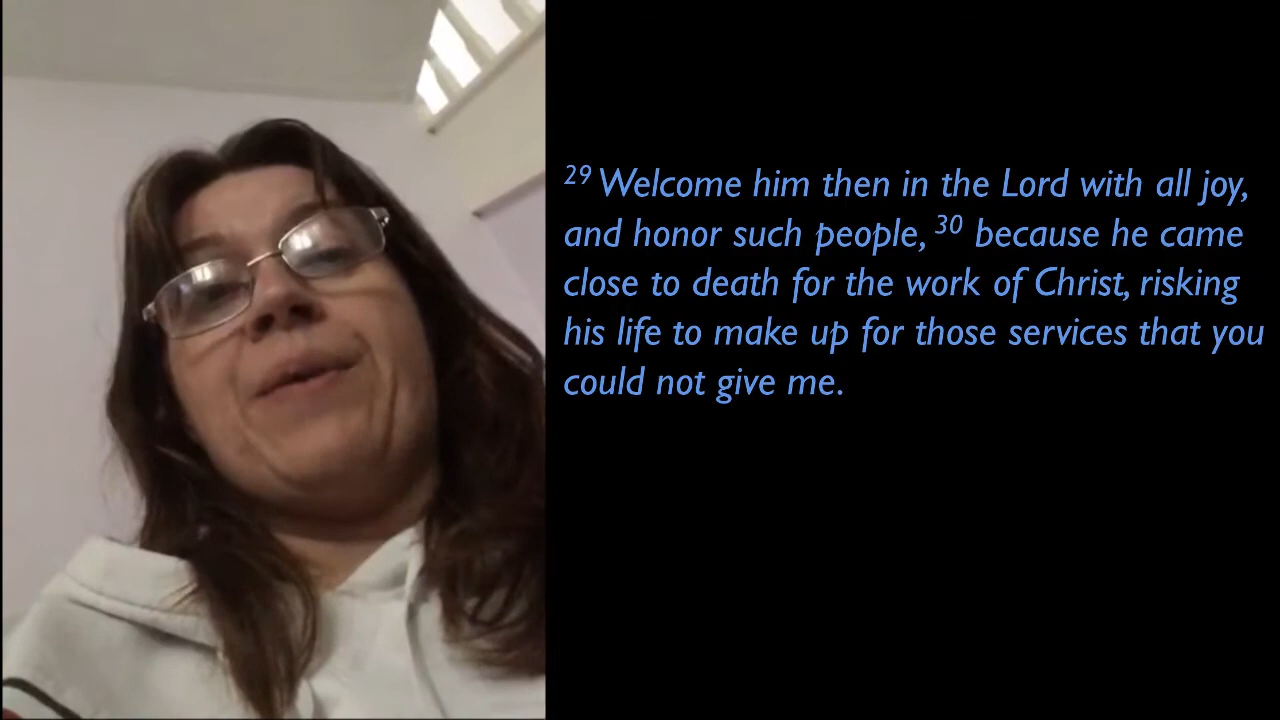 29 Welcome him then in the Lord with all joy,
and honor such people, 30 because he came
close to death for the work of Christ, risking
his life to make up for those services that you
could not give me.